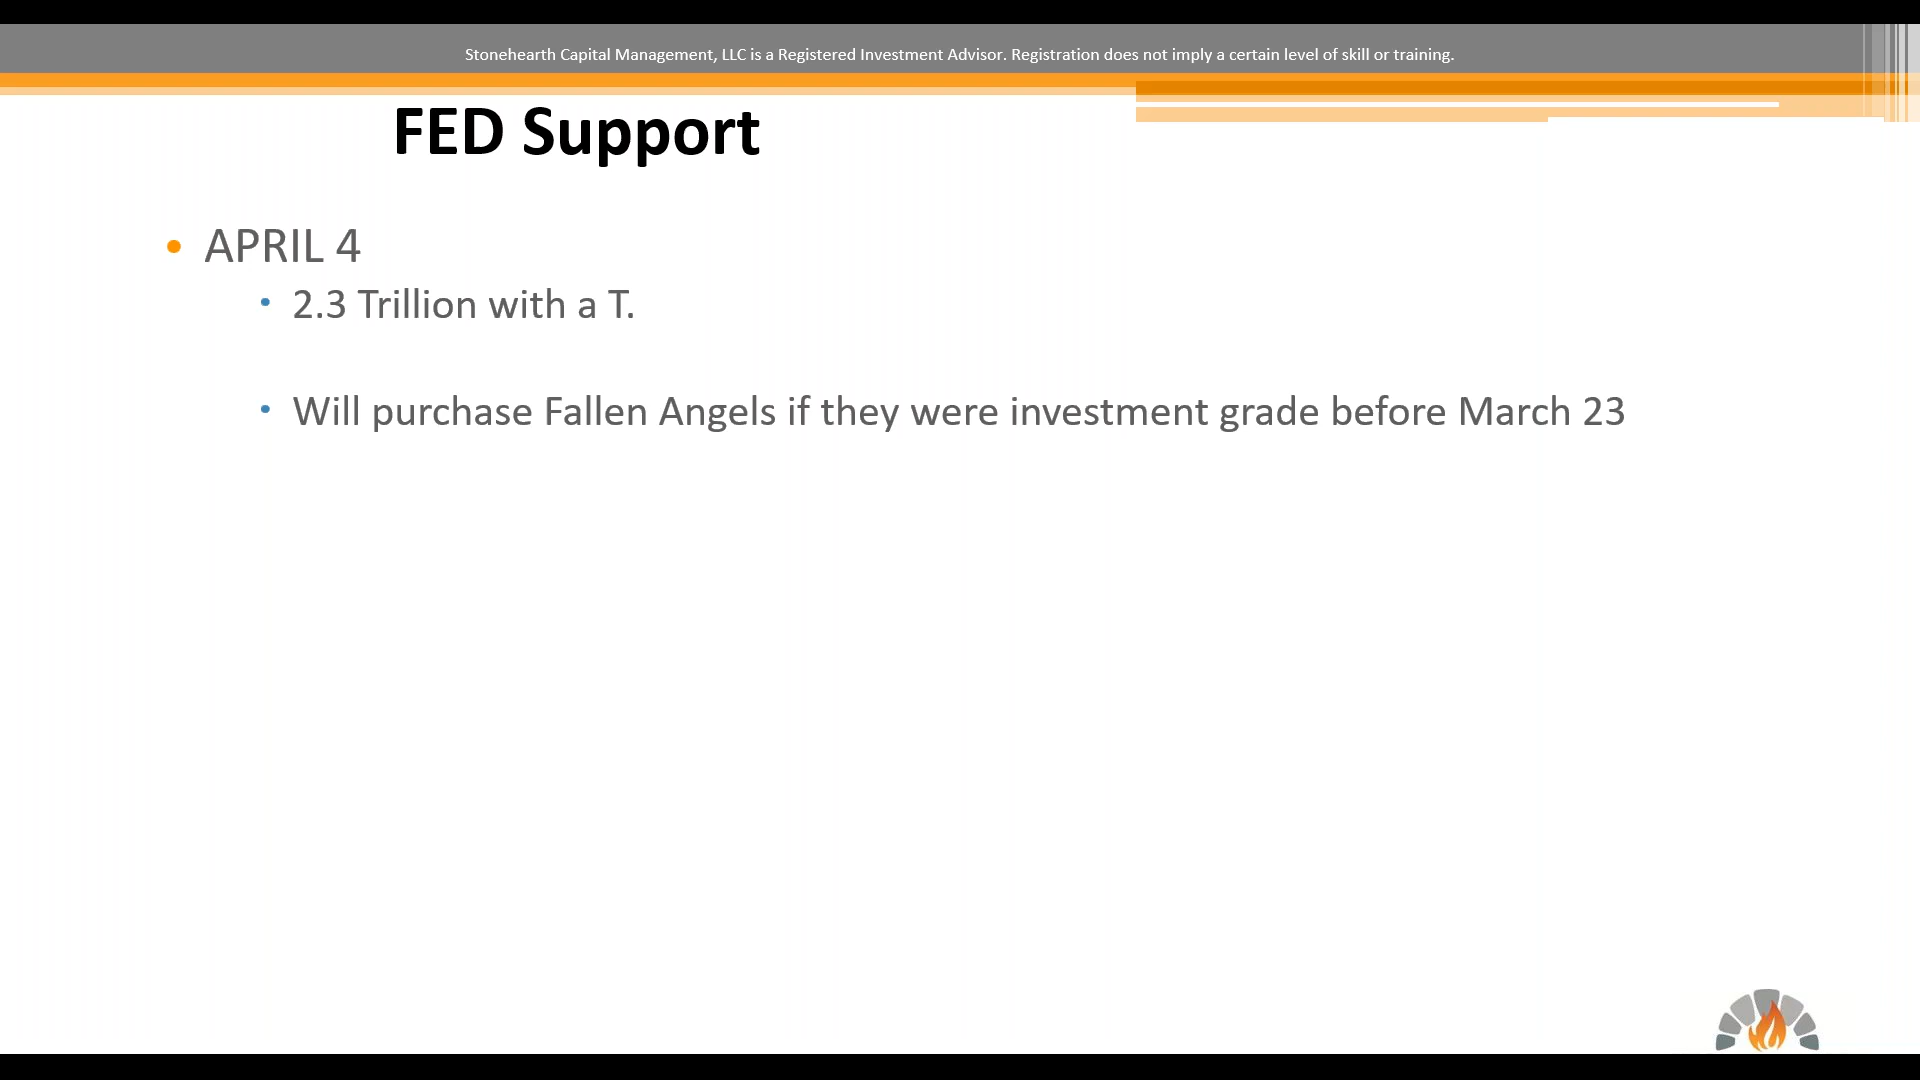 Stonehearth Capital Management, LLC is a Registered Investment Advisor. Registration does not imply a certain level of skill or training.
FED Support
• APRIL 4
• 2.3 Trillion with a T.
• Will purchase Fallen Angels if they were investment grade before March 23